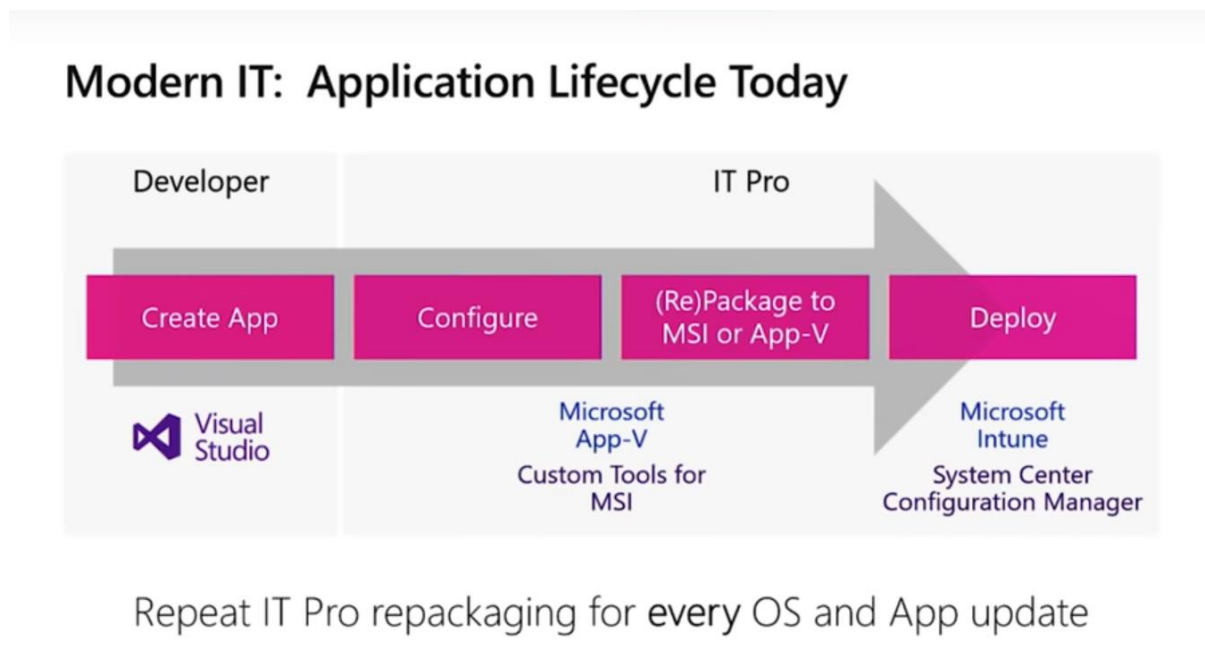 Modern IT:  Application Lifecycle Today
Developer
IT Pro
Create App
Configure
(Re)Package to
MSI or App-V
Deploy
Visual
Studio
Microsoft
App-V
Custom Tools for
MSI
Microsoft
Intune
System Center
Configuration Manager
Repeat IT Pro repackaging for every OS and App update